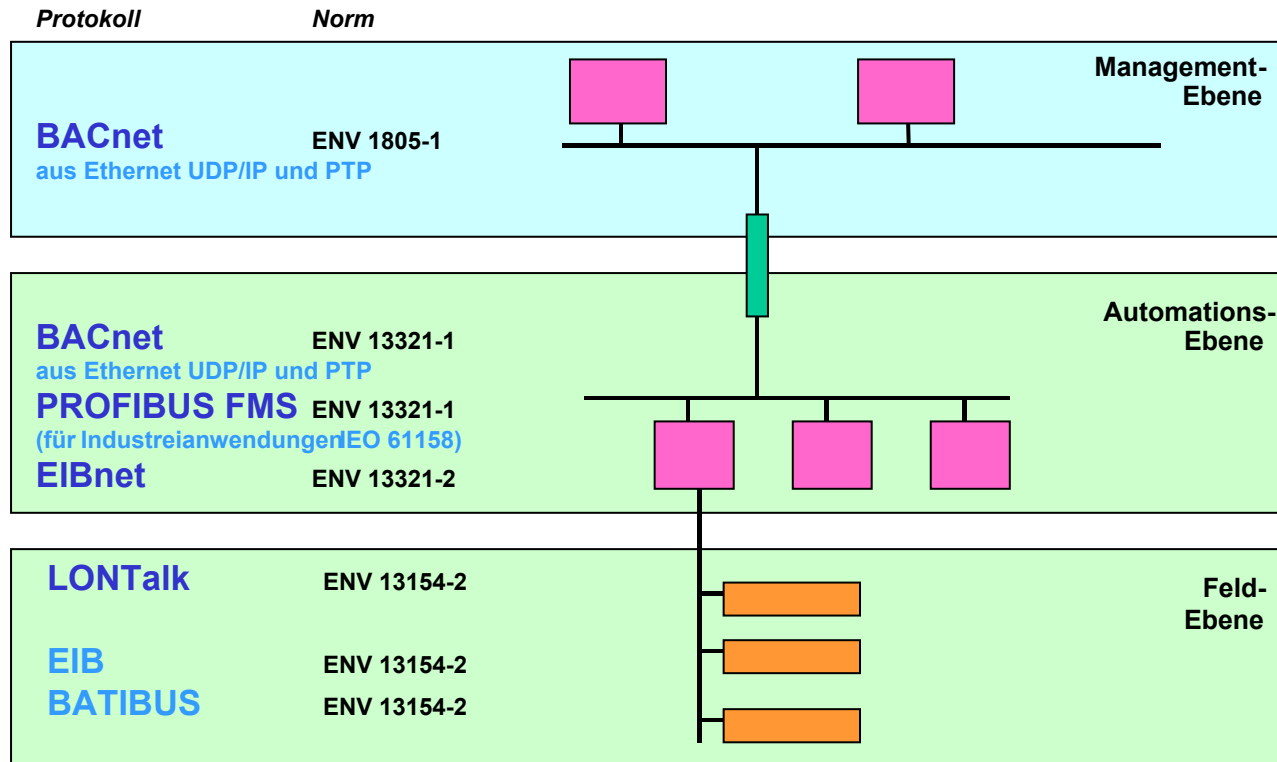 Protokoll Norm
Management-
Ebene
BACnet ENV 1805-1
aus Ethernet UDP/IP und PTP
Automations-
Ebene
BACnet ENV 13321-1
aus Ethernet UDP/IP und PTP
PROFIBUS FMS ENV 13321-1
(für IndustreianwendungenIEO 61158)
EIBnet ENV 13321-2
LONTalk ENV 13154-2
Feld-
Ebene
EIB ENV 13154-2
BATIBUS ENV 13154-2